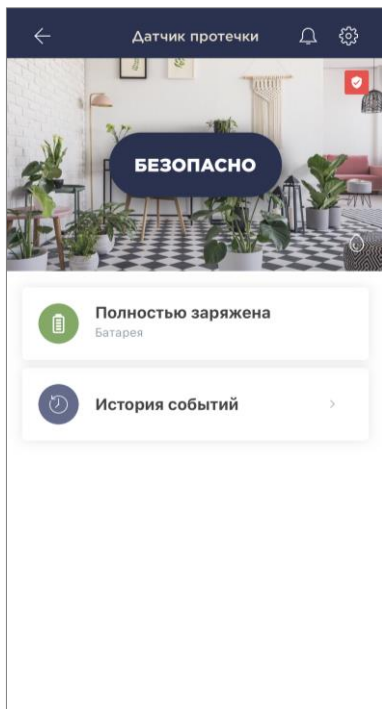 Датчик протечки
БЕЗОПАСНО
Полностью заряжена
Батарея
История событий